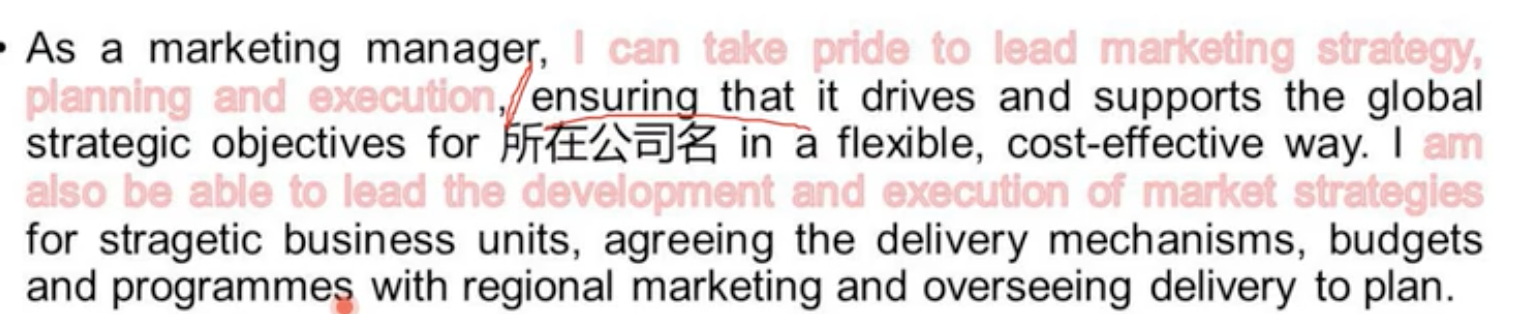 • As a marketing manager, I can take pride to lead marketing strategy,
planning and execution, ensuring that it drives and supports the global
strategic objectives for 所在公司名 in a flexible, cost-effective way. I am
also be able to lead the development and execution of market strategies
for stragetic business units, agreeing the delivery mechanisms, budgets
and programmes with regional marketing and overseeing delivery to plan.